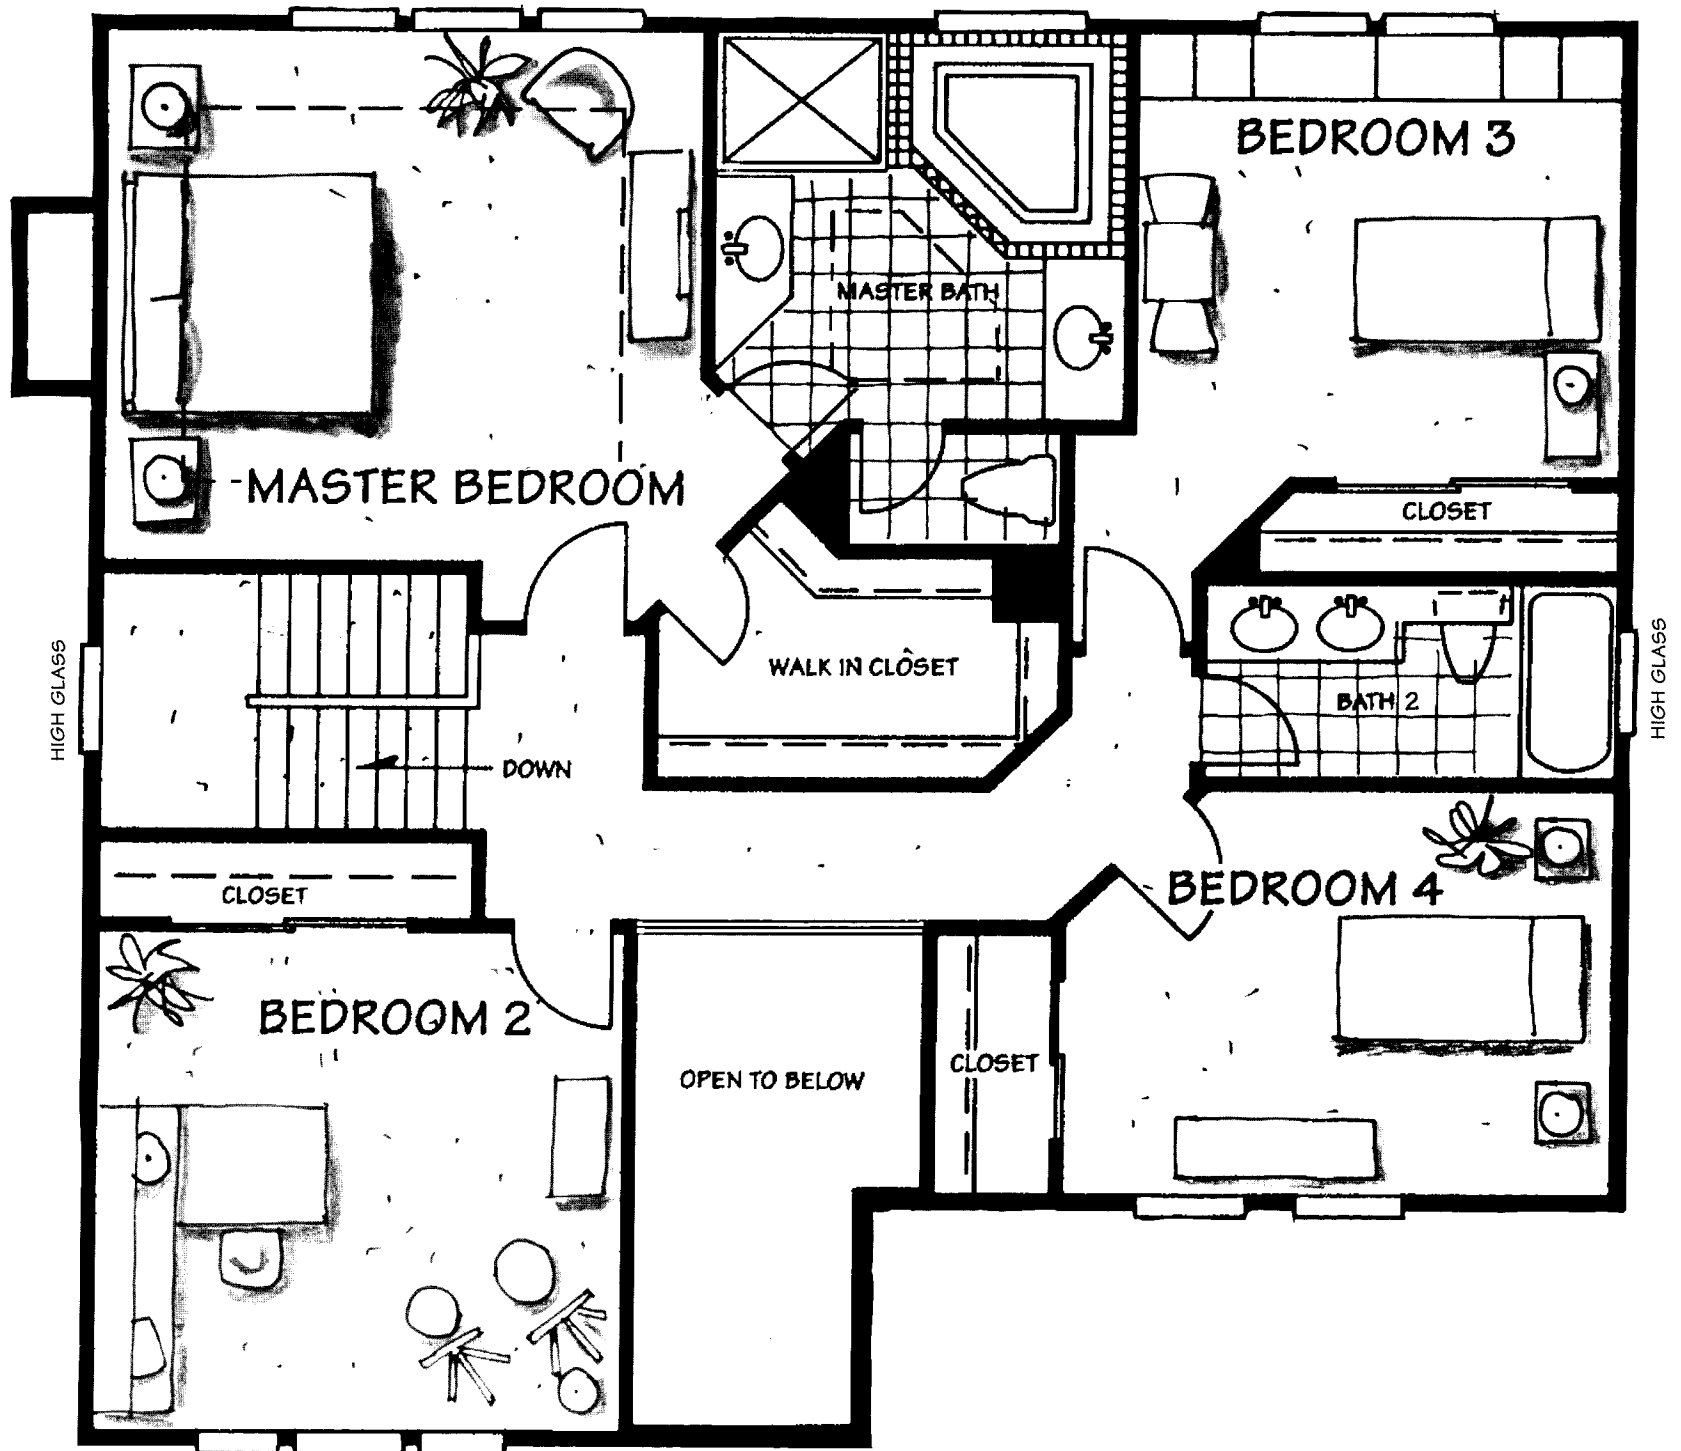 BEDROOM 3
MASTER BATH
MASTER BEDROOM
CLOSET
HIGH GLASS
WALK IN CLOSET
BATH 2
HIGH GLASS
DOWN
CLOSET
BEDROOM 4
BEDROOM 2
OPEN TO BELOW
CLOSET